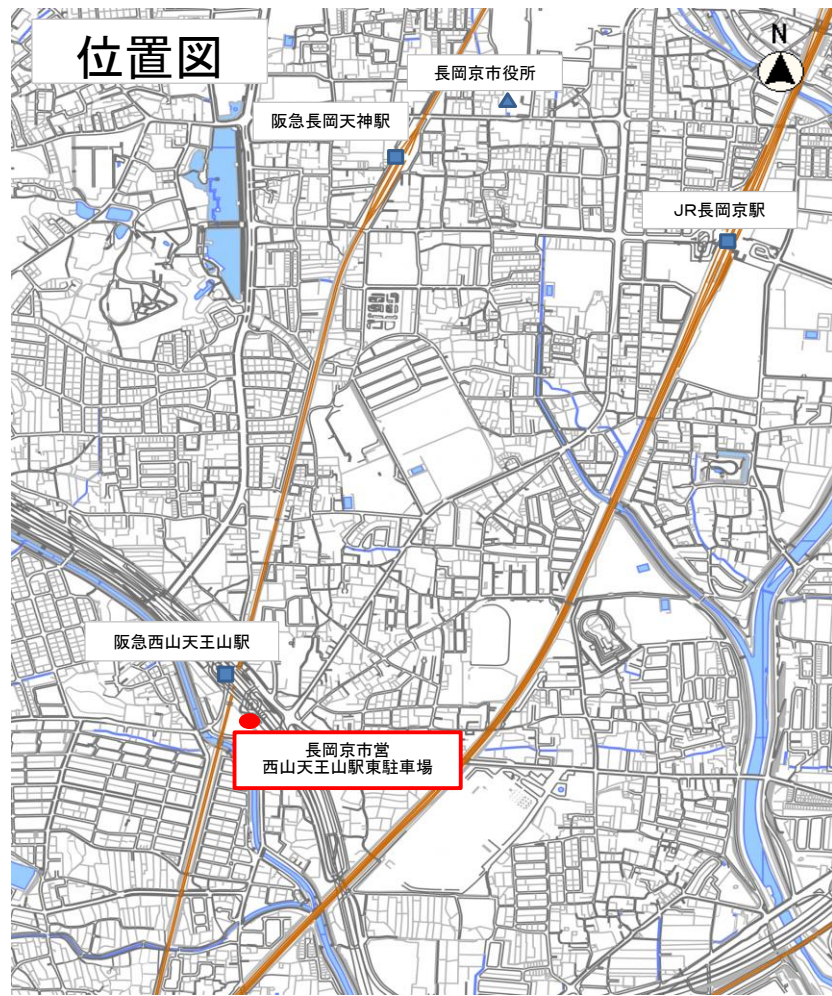 位置図
N
長岡京市役所
阪急長岡天神駅
JR長岡京駅
阪急西山天王山駅
長岡京市営
西山天王山駅東駐車場